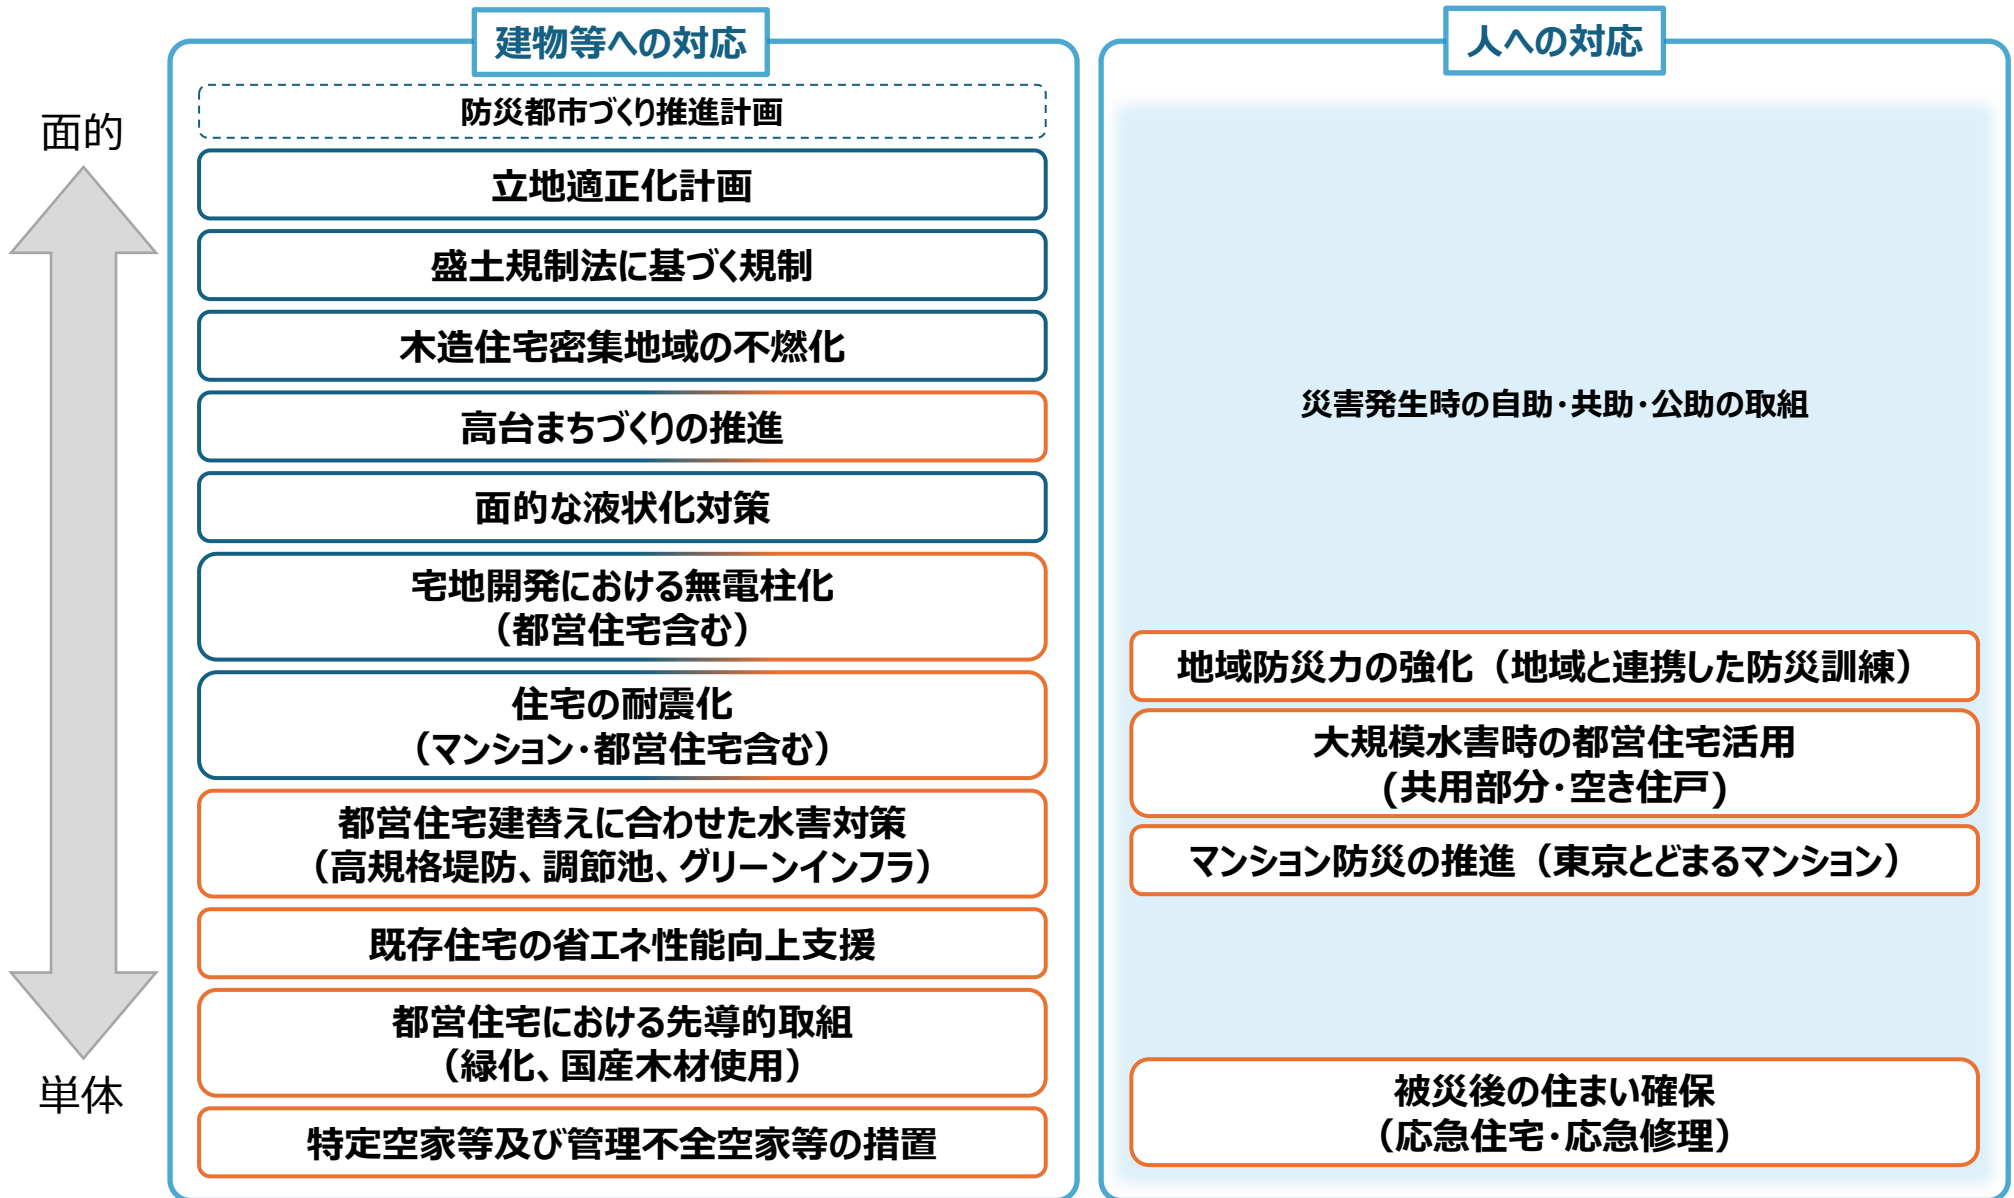 建物等への対応
人への対応
面的
単体
防災都市づくり推進計画
立地適正化計画
盛土規制法に基づく規制
木造住宅密集地域の不燃化
高台まちづくりの推進
面的な液状化対策
宅地開発における無電柱化
（都営住宅含む）
住宅の耐震化
（マンション・都営住宅含む）
都営住宅建替えに合わせた水害対策
（高規格堤防、調節池、グリーンインフラ）
既存住宅の省エネ性能向上支援
都営住宅における先導的取組
（緑化、国産木材使用）
特定空家等及び管理不全空家等の措置
災害発生時の自助・共助・公助の取組
地域防災力の強化（地域と連携した防災訓練）
大規模水害時の都営住宅活用
(共用部分・空き住戸)
マンション防災の推進（東京とどまるマンション）
被災後の住まい確保
（応急住宅・応急修理）